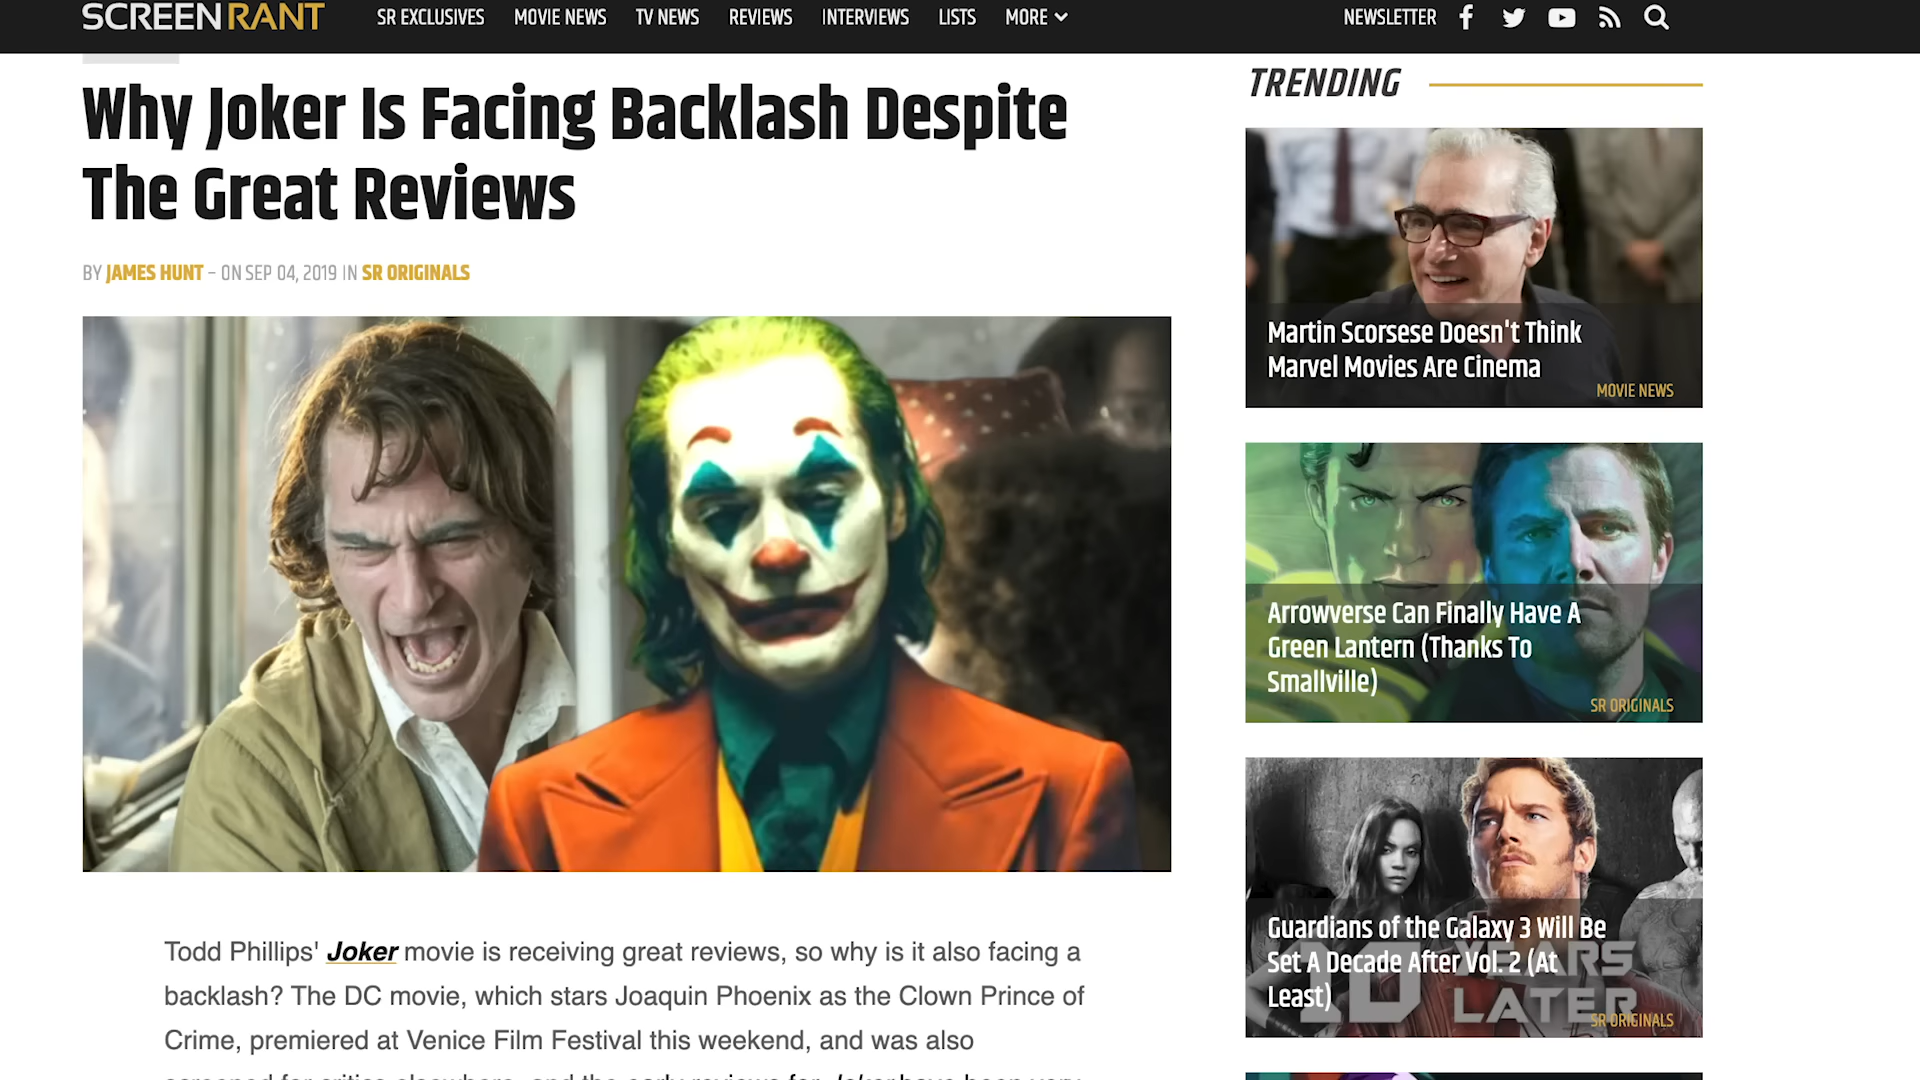 SCREENRANT
SR EXCLUSIVES MOVIE NEWS TV NEWS REVIEWS INTERVIEWS LISTS MORE
NEWSLETTER
Why Joker Is Facing Backlash Despite
The Great Reviews
BY JAMES HUNT – ON SEP 04, 2019 IN SR ORIGINALS
Todd Phillips' Joker movie is receiving great reviews, so why is it also facing a
backlash? The DC movie, which stars Joaquin Phoenix as the Clown Prince of
Crime, premiered at Venice Film Festival this weekend, and was also
screened for critics elsewhere, and the early reviews for Joker have been very
TRENDING
Martin Scorsese Doesn't Think
Marvel Movies Are Cinema
MOVIE NEWS
Arrowverse Can Finally Have A
Green Lantern (Thanks To
Smallville)
SR ORIGINALS
Guardians of the Galaxy 3 Will Be
Set A Decade After Vol. 2 (At
Least)
10 YEARS
LATER
SR ORIGINALS